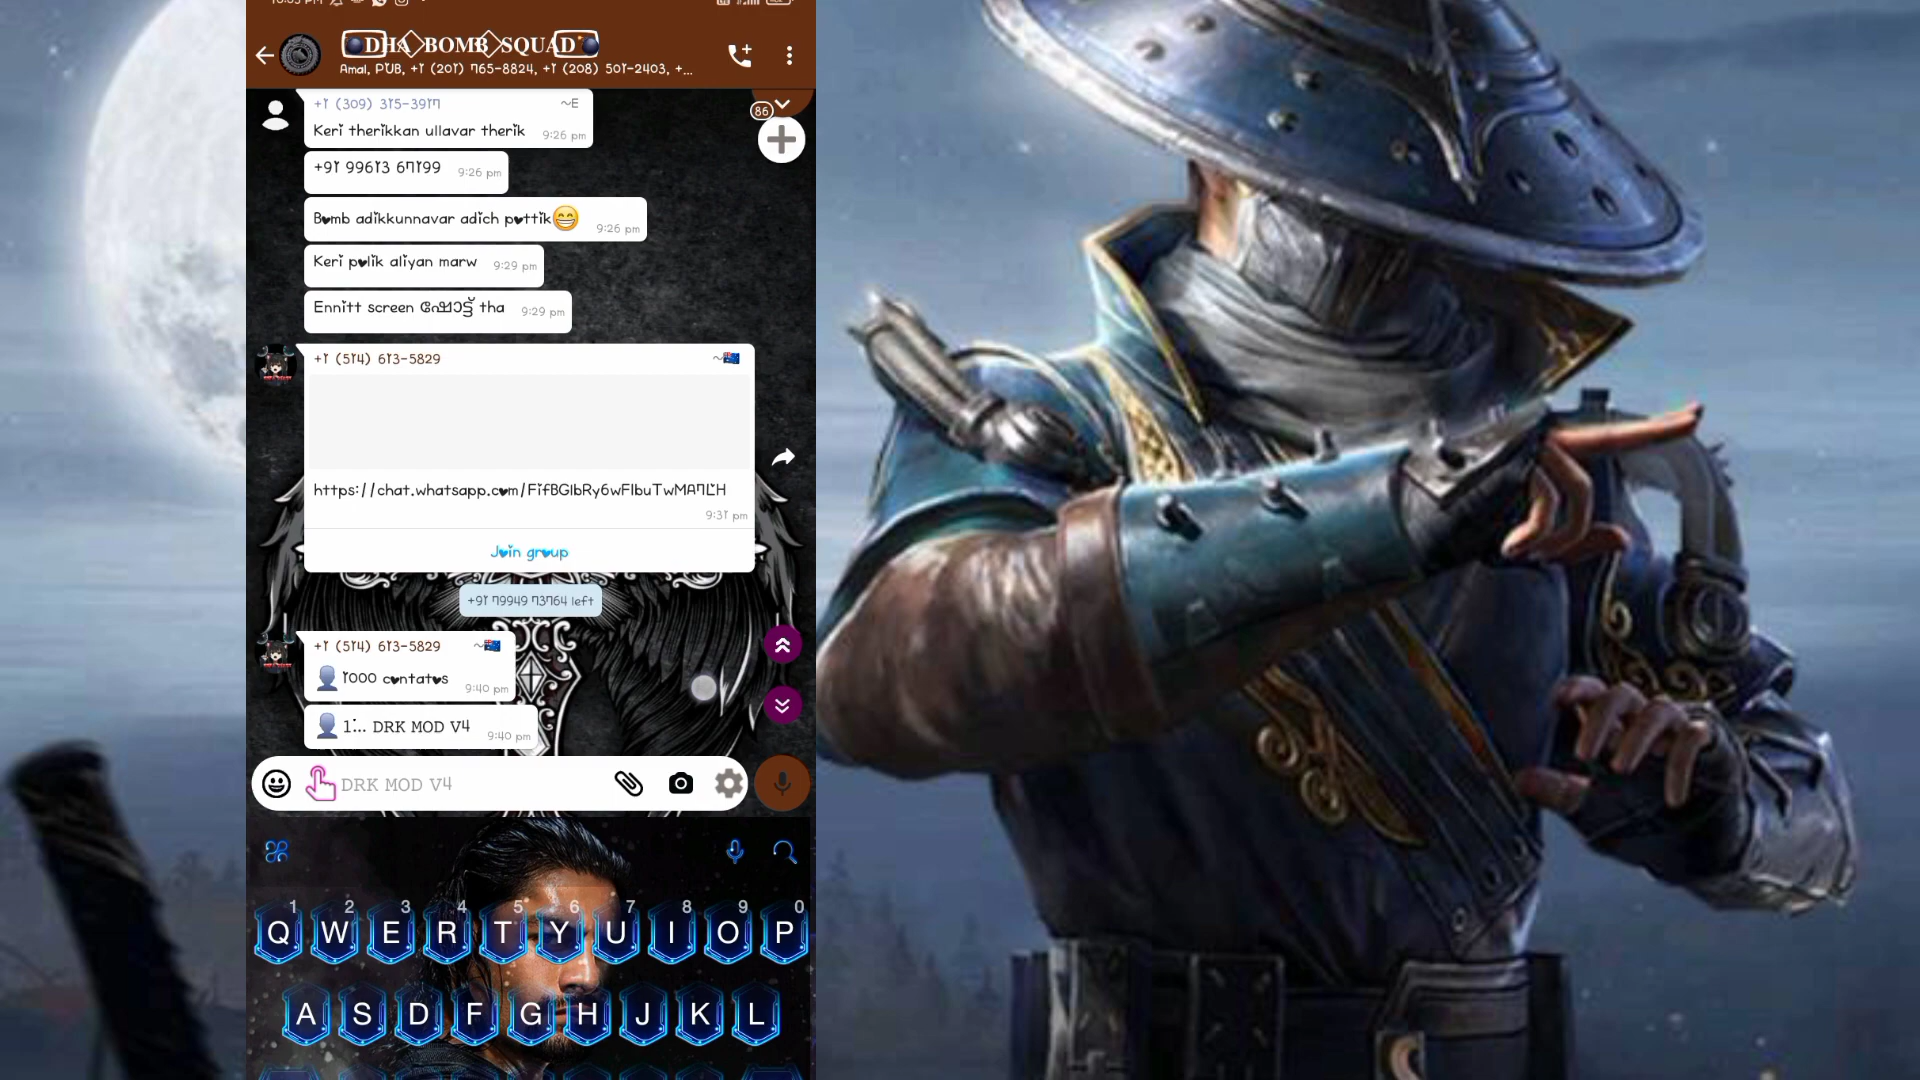 DHA BOMB SQUAD
Amal, PUB, +1 (201) 765-8824, +1 (208) 501-2403, +...
+1 (309) 315-3917 ~E
86
Keri therikkan ullavar therik 9:26 pm
+91 99613 67199 9:26 pm
Bomb adikkunnavar adich pottik😁 9:26 pm
Keri polik aliyan marw 9:29 pm
Ennitt screen ഷോട്ട് tha 9:29 pm
+1 (514) 613-5829 ~🇦🇺
https://chat.whatsapp.com/FifBGIbRy6wFIbuTwMA7LH
9:31 pm
Join group
+91 79949 73764 left
+1 (514) 613-5829 ~🇦🇺
👤1000 contatos 9:40 pm
👤1... DRK MOD V4 9:40 pm
DRK MOD V4
1 2 3 4 5 6 7 8 9 0
Q W E R T Y U I O P
A S D F G H J K L